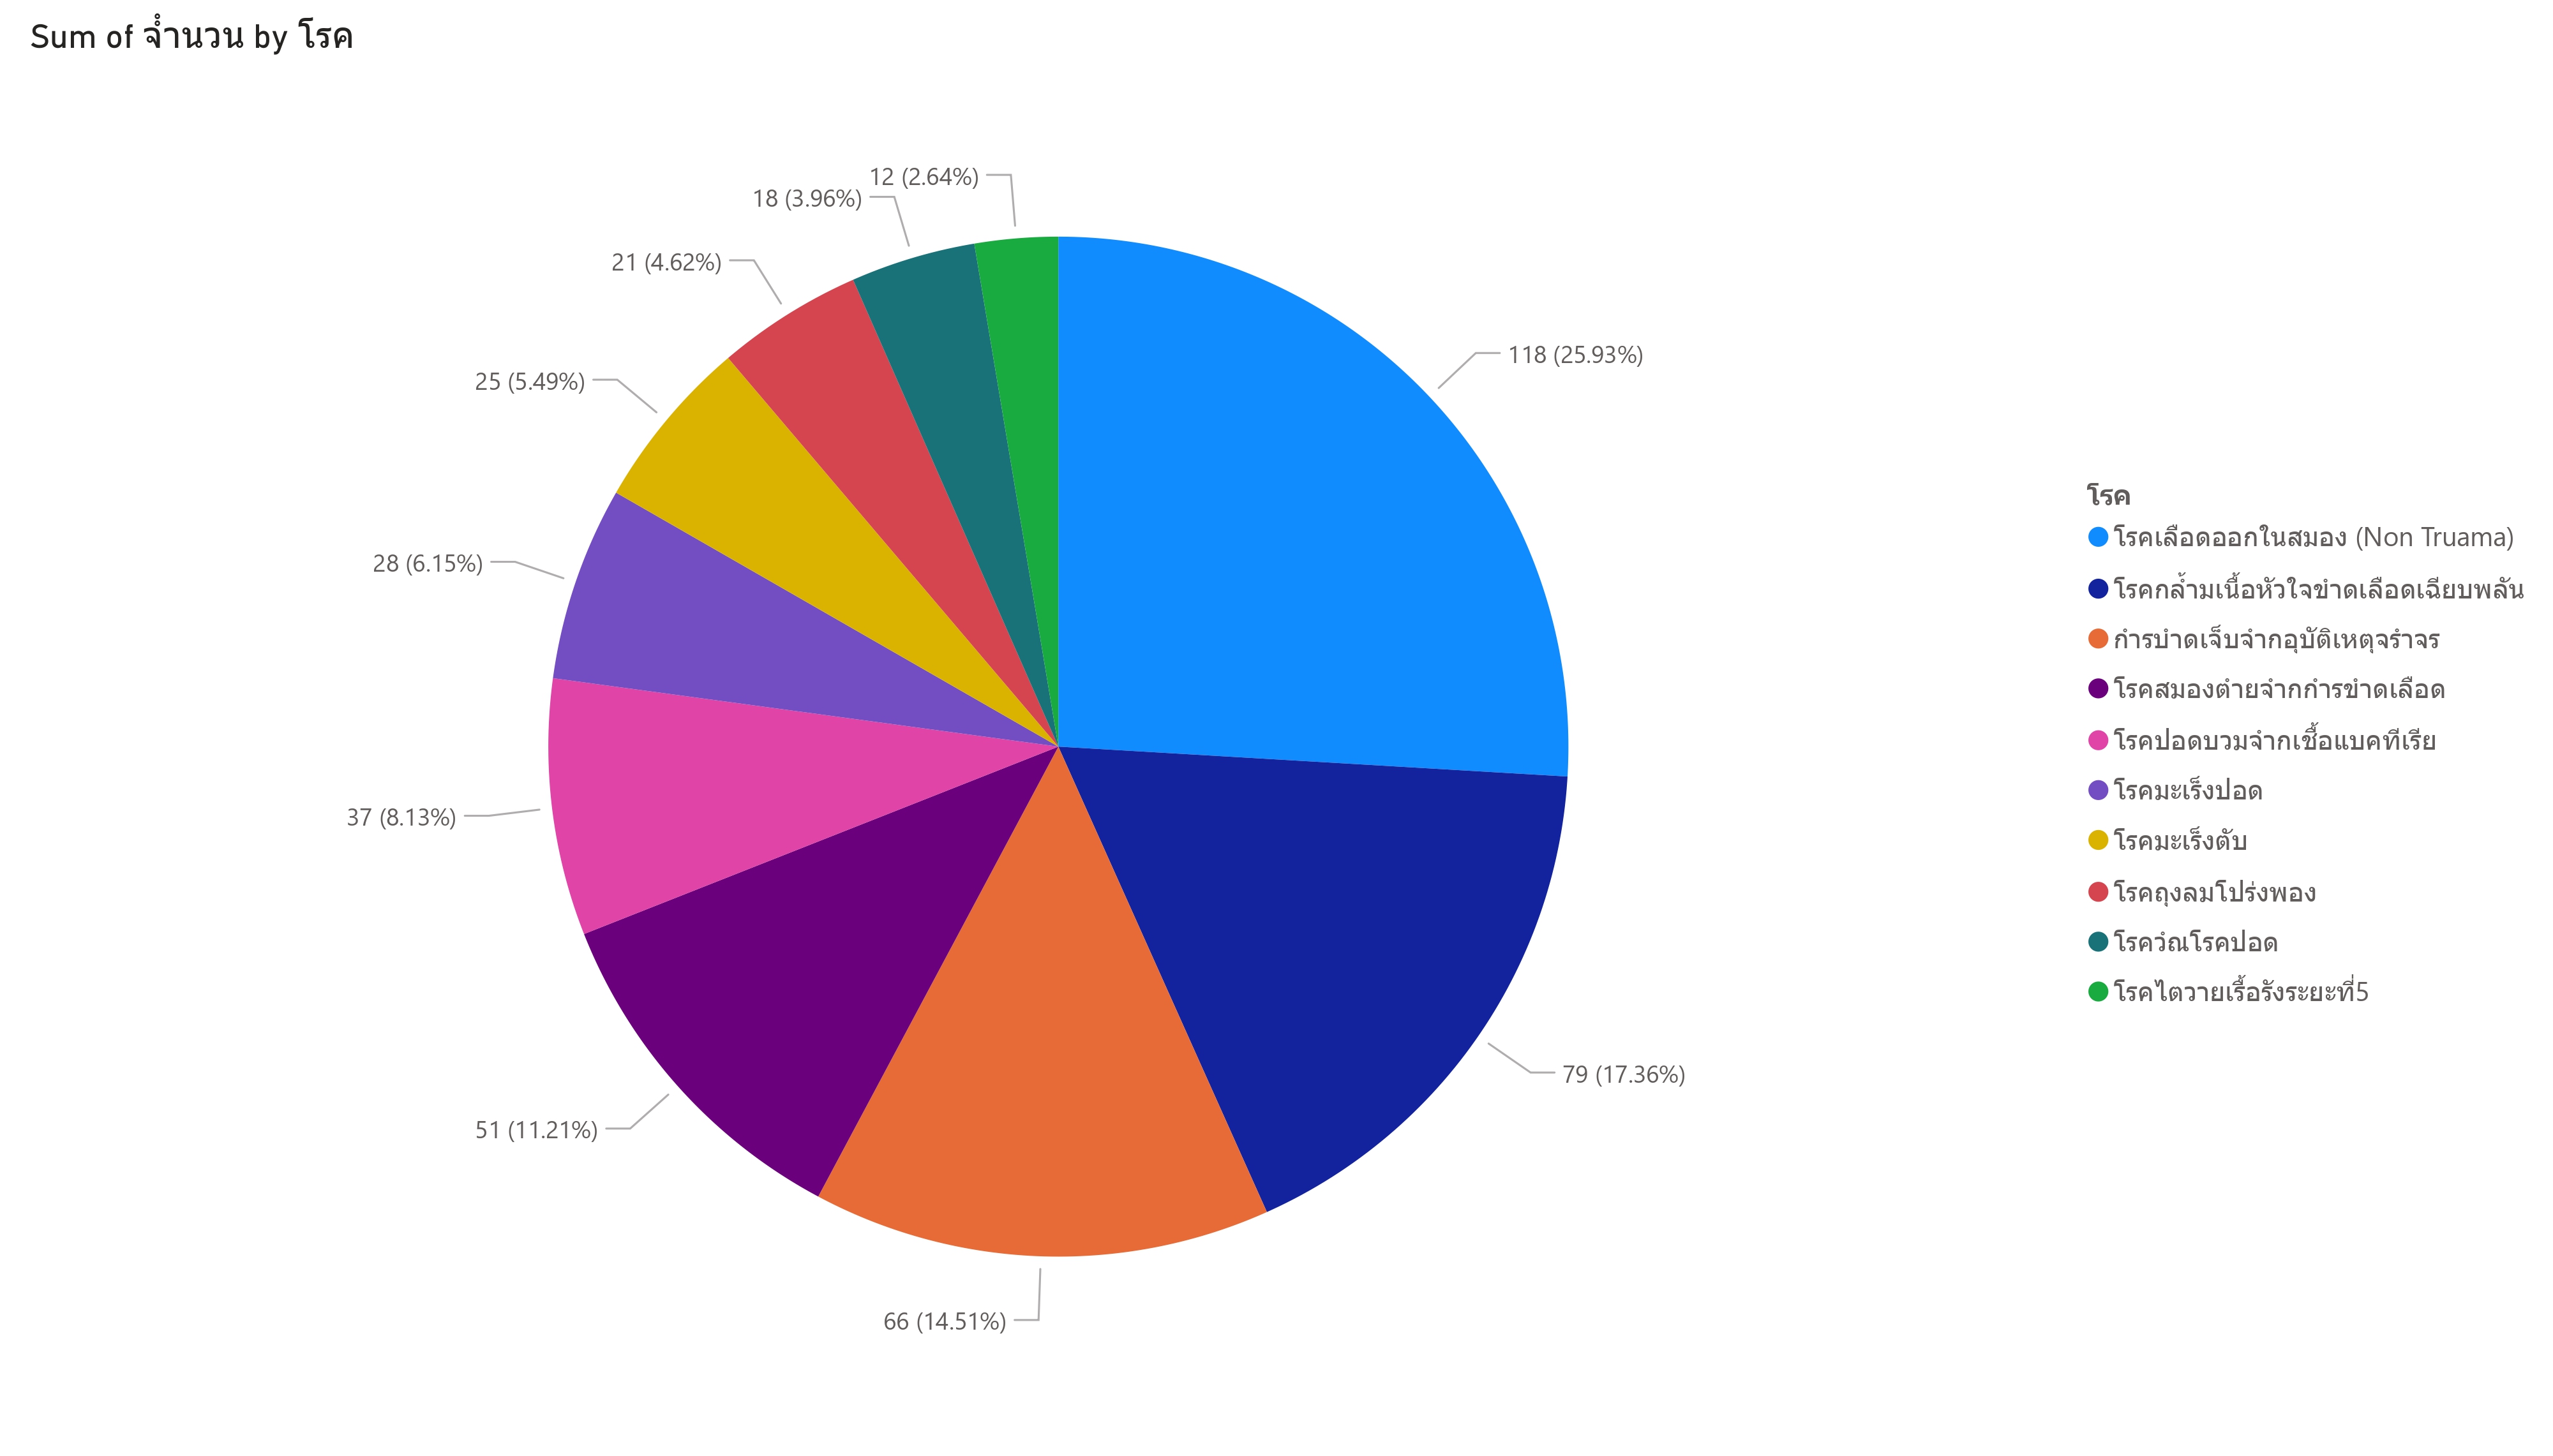 Sum of จำนวน by โรค
12 (2.64%)
18 (3.96%)
21 (4.62%)
25 (5.49%)
28 (6.15%)
37 (8.13%)
51 (11.21%)
66 (14.51%)
79 (17.36%)
118 (25.93%)
โรค
โรคเลือดออกในสมอง (Non Truama)
โรคกล้ามเนื้อหัวใจขำดเลือดเฉียบพลัน
กำรบำดเจ็บจำกอุบัติเหตุจรำจร
โรคสมองตำยจำกกำรขำดเลือด
โรคปอดบวมจำกเชื้อแบคทีเรีย
โรคมะเร็งปอด
โรคมะเร็งตับ
โรคถุงลมโปร่งพอง
โรควัณโรคปอด
โรคไตวายเรื้อรังระยะที่5